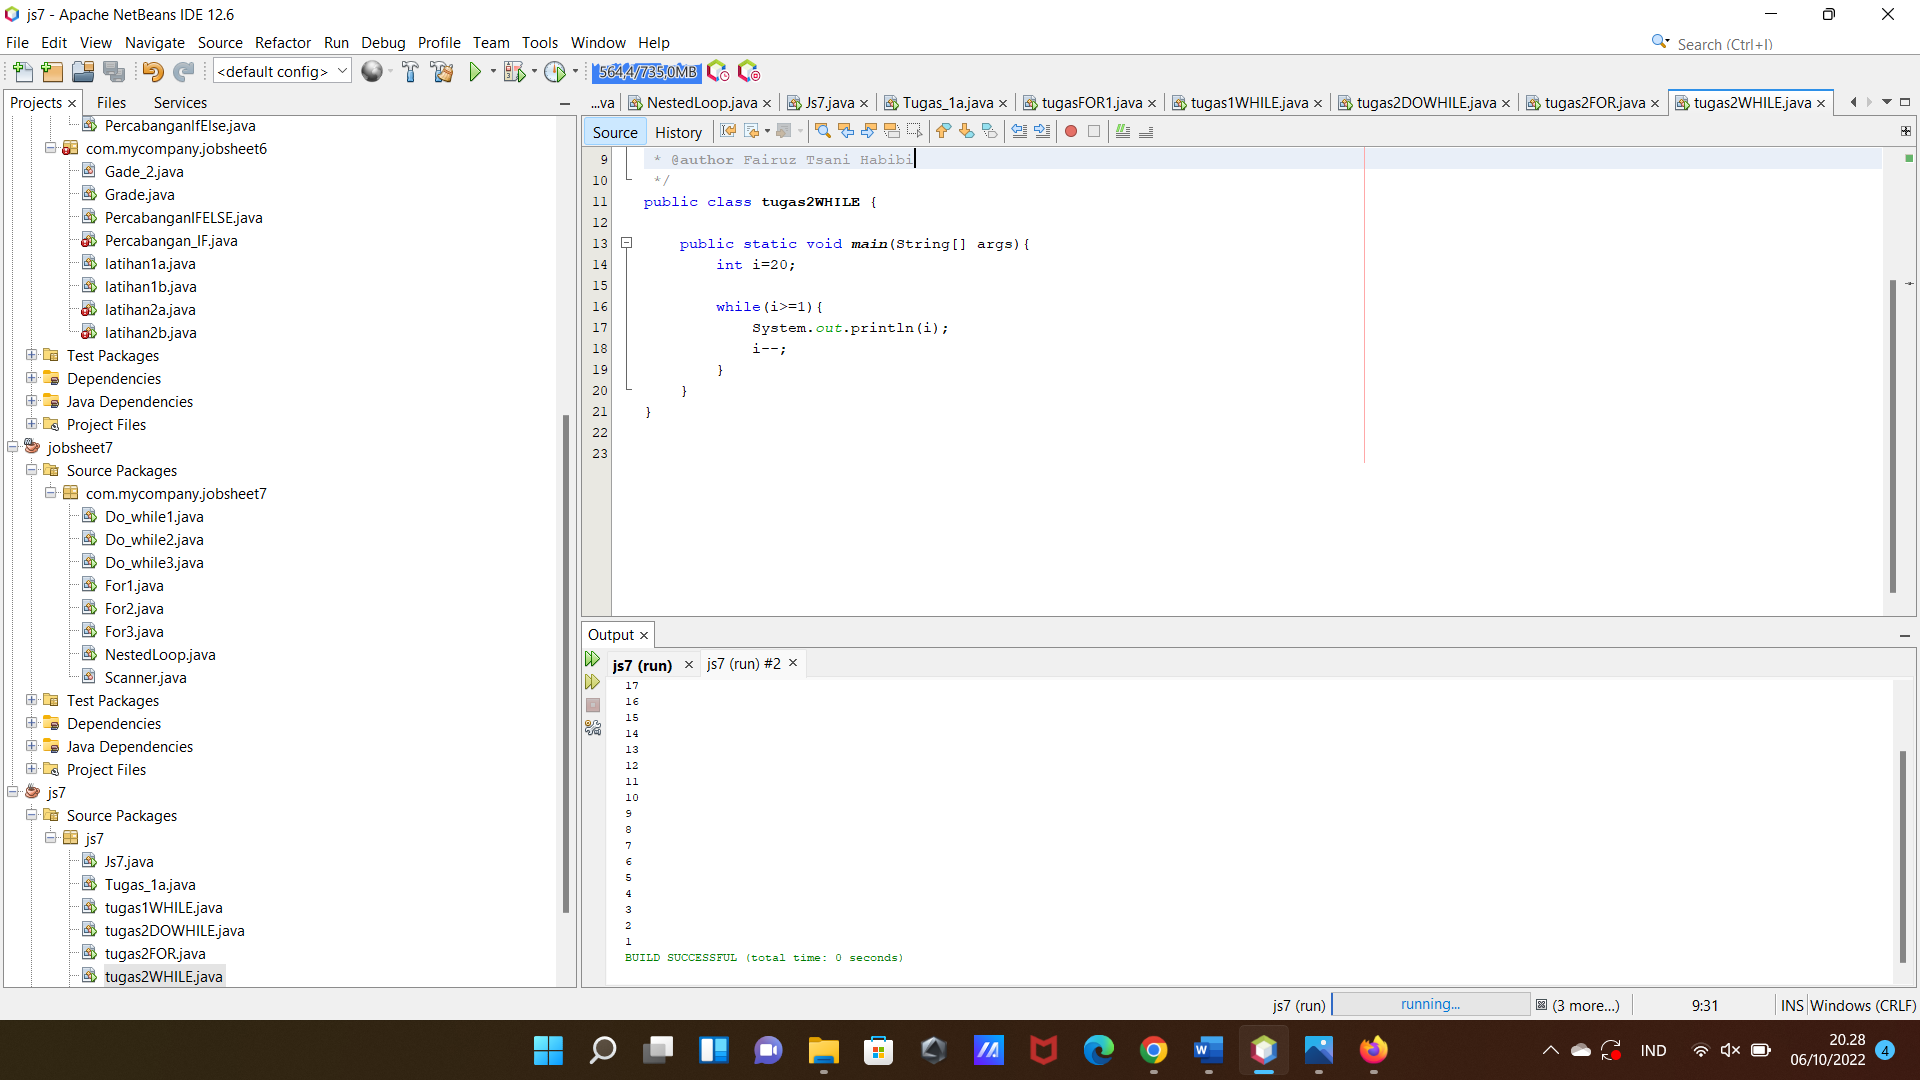 js7 - Apache NetBeans IDE 12.6
File Edit View Navigate Source Refactor Run Debug Profile Team Tools Window Help
Search (Ctrl+I)
<default config>
564,4/735,0MB
Projects Files Services
PercabanganIfElse.java
com.mycompany.jobsheet6
Gade_2.java
Grade.java
PercabanganIFELSE.java
Percabangan_IF.java
latihan1a.java
latihan1b.java
latihan2a.java
latihan2b.java
Test Packages
Dependencies
Java Dependencies
Project Files
jobsheet7
Source Packages
com.mycompany.jobsheet7
Do_while1.java
Do_while2.java
Do_while3.java
For1.java
For2.java
For3.java
NestedLoop.java
Scanner.java
Test Packages
Dependencies
Java Dependencies
Project Files
js7
Source Packages
js7
Js7.java
Tugas_1a.java
tugas1WHILE.java
tugas2DOWHILE.java
tugas2FOR.java
tugas2WHILE.java
...va NestedLoop.java Js7.java Tugas_1a.java tugasFOR1.java tugas1WHILE.java tugas2DOWHILE.java tugas2FOR.java tugas2WHILE.java
Source History
9 * @author Fairuz Tsani Habibi
10 */
11 public class tugas2WHILE {
12
13 public static void main(String[] args){
14 int i=20;
15
16 while(i>=1){
17 System.out.println(i);
18 i--;
19 }
20 }
21 }
22
23
Output
js7 (run) js7 (run) #2
17
16
15
14
13
12
11
10
9
8
7
6
5
4
3
2
1
BUILD SUCCESSFUL (total time: 0 seconds)
js7 (run) running... (3 more...) 9:31 INS Windows (CRLF)
IND
20.28
06/10/2022
4